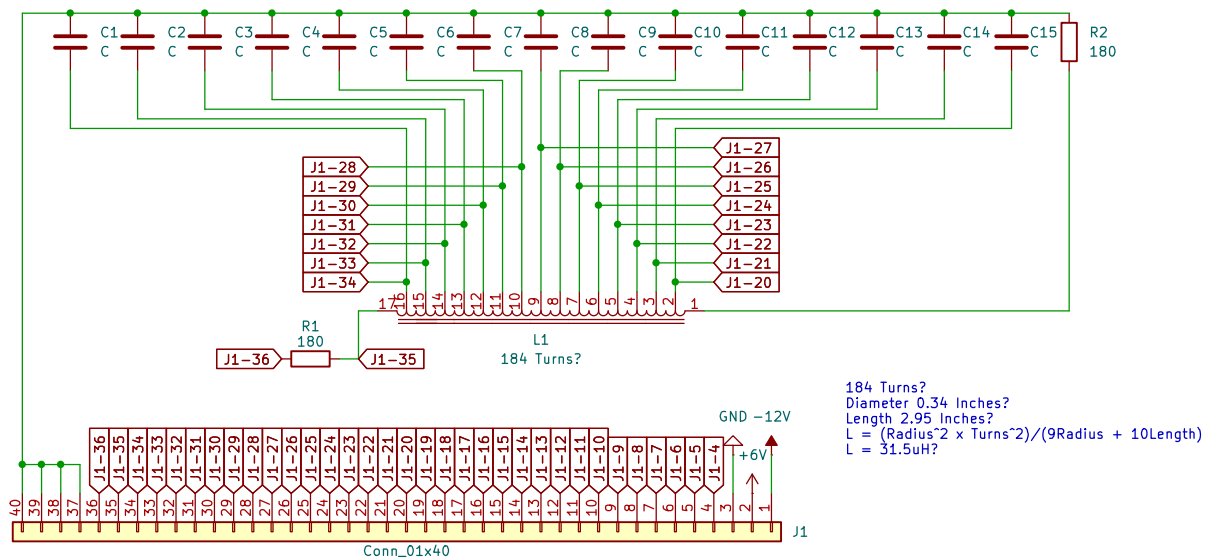 C1 C2 C3 C4 C5 C6 C7 C8 C9 C10 C11 C12 C13 C14 C15 R2
C C C C C C C C C C C C C C C 180
J1-27
J1-28 J1-26
J1-29 J1-25
J1-30 J1-24
J1-31 J1-23
J1-32 J1-22
J1-33 J1-21
J1-34 J1-20
17 16 15 14 13 12 11 10 9 8 7 6 5 4 3 2 1
R1
180
L1
J1-36 J1-35 184 Turns?
184 Turns?
Diameter 0.34 Inches?
Length 2.95 Inches?
L = (Radius^2 x Turns^2)/(9Radius + 10Length)
L = 31.5uH?
GND -12V
+6V
J1-36 J1-35 J1-34 J1-33 J1-32 J1-31 J1-30 J1-29 J1-28 J1-27 J1-26 J1-25 J1-24 J1-23 J1-22 J1-21 J1-20 J1-19 J1-18 J1-17 J1-16 J1-15 J1-14 J1-13 J1-12 J1-11 J1-10 J1-9 J1-8 J1-7 J1-6 J1-5 J1-4
40 39 38 37 36 35 34 33 32 31 30 29 28 27 26 25 24 23 22 21 20 19 18 17 16 15 14 13 12 11 10 9 8 7 6 5 4 3 2 1
J1
Conn_01x40